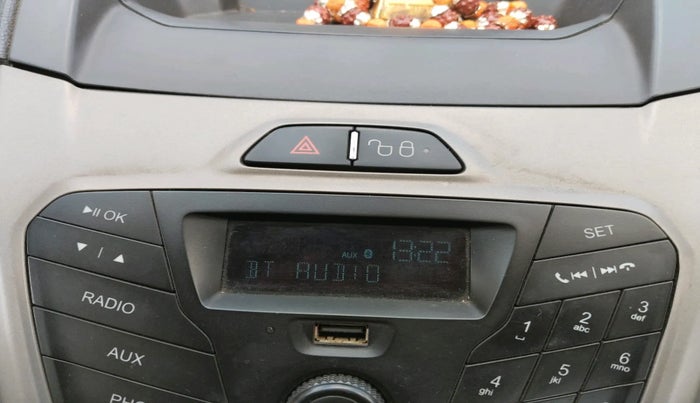 ►II OK
▼ I ▲
RADIO
AUX
AUX 13:22
BT AUDIO
SET
I◄◄ I ►►I
1
2
abc
3
def
4
ghi
5
jkl
6
mno